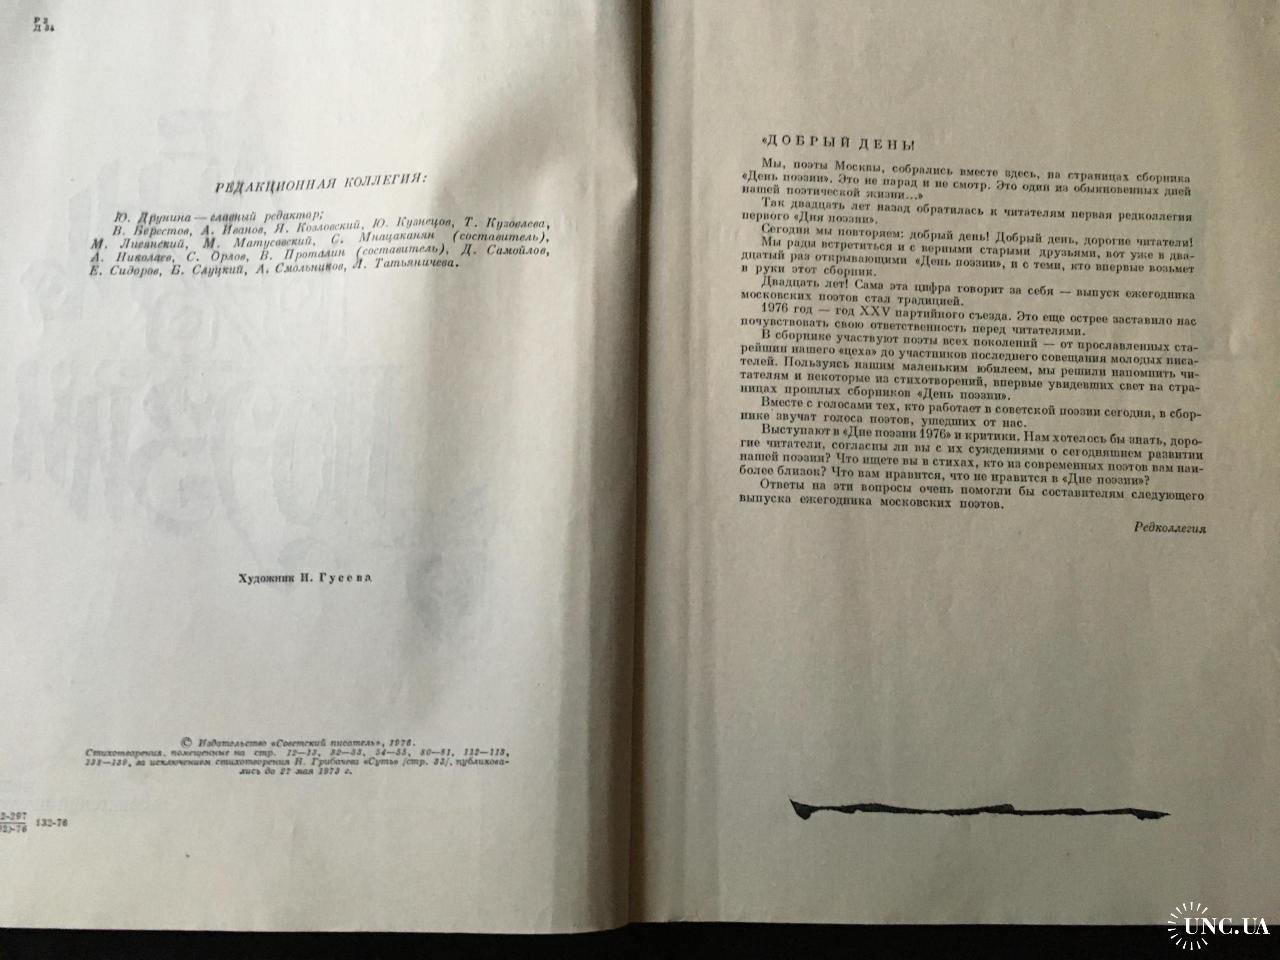 Р 2
Д 34
РЕДАКЦИОННАЯ КОЛЛЕГИЯ:
Ю. Друнина — главный редактор;
В. Берестов, А. Иванов, Я. Козловский, Ю. Кузнецов, Т. Кузовлева,
М. Лисянский, М. Матусовский, С. Мнацаканян (составитель),
А. Николаев, С. Орлов, В. Проталин (составитель), Д. Самойлов,
Е. Сидоров, Б. Слуцкий, А. Смольников, Л. Татьяничева.
Художник И. Гусева
© Издательство «Советский писатель», 1976.
Стихотворения, помещенные на стр. 12—13, 32—33, 54—55, 80—81, 112—113,
138—139, за исключением стихотворения Н. Грибачева «Суть» /стр. 33/, публикова-
лись до 27 мая 1973 г.
2-297
132-76
«ДОБРЫЙ ДЕНЬ!
Мы, поэты Москвы, собрались вместе здесь, на страницах сборника
«День поэзии». Это не парад и не смотр. Это один из обыкновенных дней
нашей поэтической жизни...»
Так двадцать лет назад обратилась к читателям первая редколлегия
первого «Дня поэзии».
Сегодня мы повторяем: добрый день! Добрый день, дорогие читатели!
Мы рады встретиться и с верными старыми друзьями, вот уже в два-
дцатый раз открывающими «День поэзии», и с теми, кто впервые возьмет
в руки этот сборник.
Двадцать лет! Сама эта цифра говорит за себя — выпуск ежегодника
московских поэтов стал традицией.
1976 год — год XXV партийного съезда. Это еще острее заставило нас
почувствовать свою ответственность перед читателями.
В сборнике участвуют поэты всех поколений — от прославленных ста-
рейшин нашего «цеха» до участников последнего совещания молодых писа-
телей. Пользуясь нашим маленьким юбилеем, мы решили напомнить чи-
тателям и некоторые из стихотворений, впервые увидевших свет на стра-
ницах прошлых сборников «День поэзии».
Вместе с голосами тех, кто работает в советской поэзии сегодня, в сбор-
нике звучат голоса поэтов, ушедших от нас.
Выступают в «Дне поэзии 1976» и критики. Нам хотелось бы знать, доро-
гие читатели, согласны ли вы с их суждениями о сегодняшнем развитии
нашей поэзии? Что ищете вы в стихах, кто из современных поэтов вам наи-
более близок? Что вам нравится, что не нравится в «Дне поэзии»?
Ответы на эти вопросы очень помогли бы составителям следующего
выпуска ежегодника московских поэтов.
Редколлегия
UNC.UA